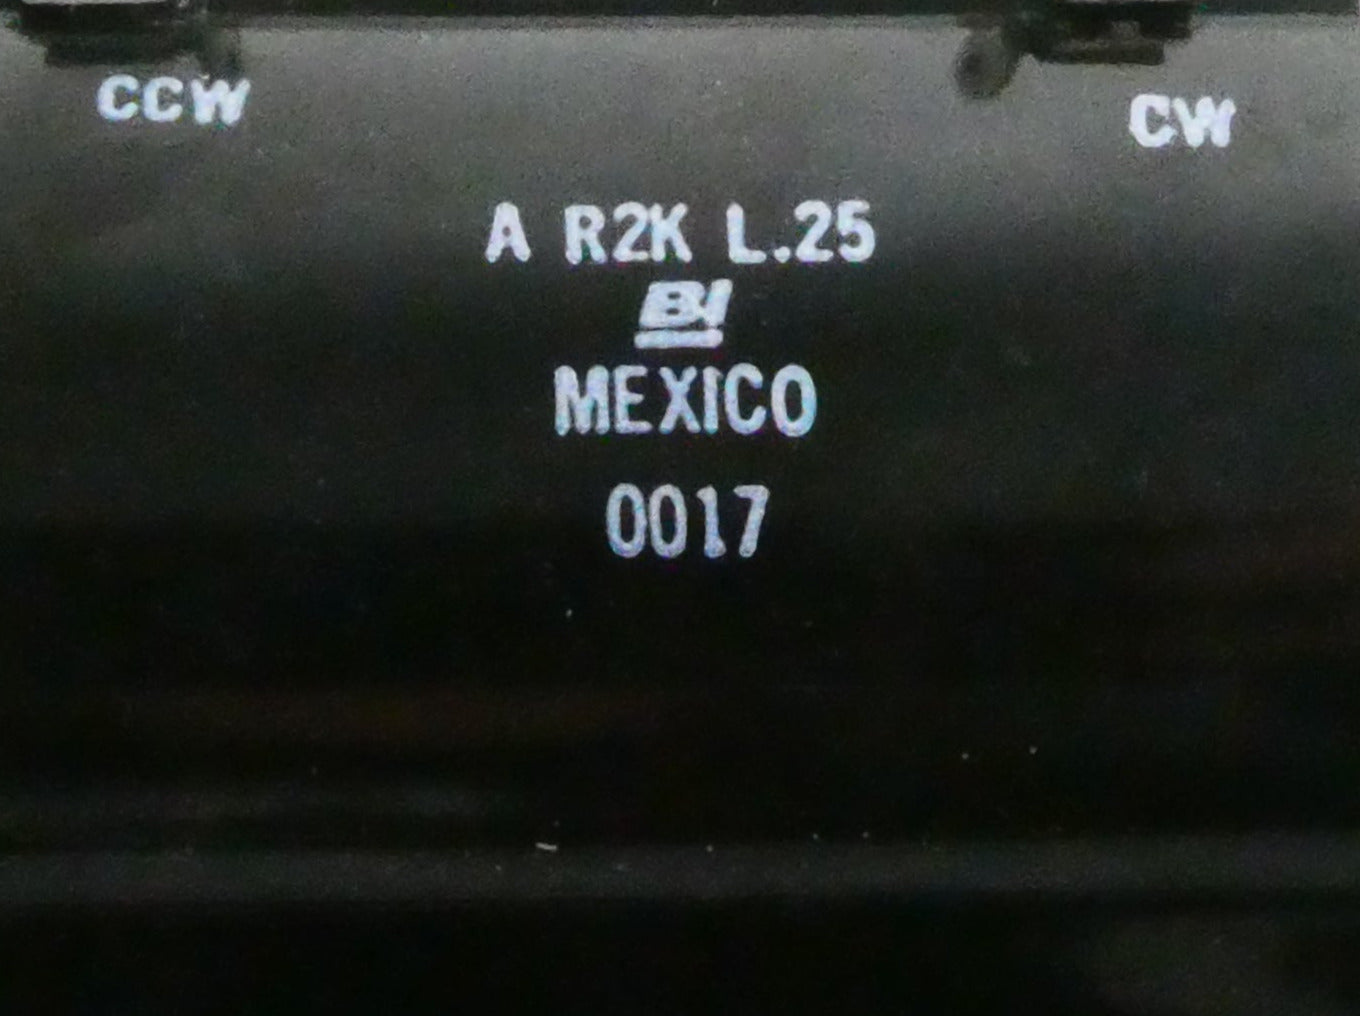 CCW
CW
A R2K L.25
BI
MEXICO
0017